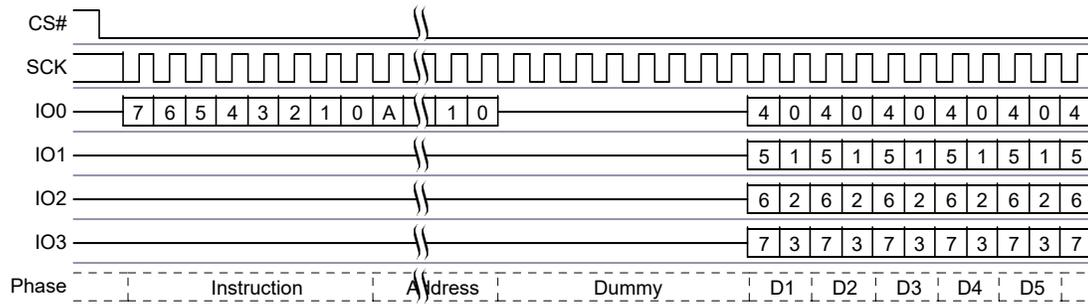 CS#
SCK
IO0 7 6 5 4 3 2 1 0 A 1 0 4 0 4 0 4 0 4 0 4 0 4
IO1 5 1 5 1 5 1 5 1 5 1 5
IO2 6 2 6 2 6 2 6 2 6 2 6
IO3 7 3 7 3 7 3 7 3 7 3 7
Phase Instruction Address Dummy D1 D2 D3 D4 D5